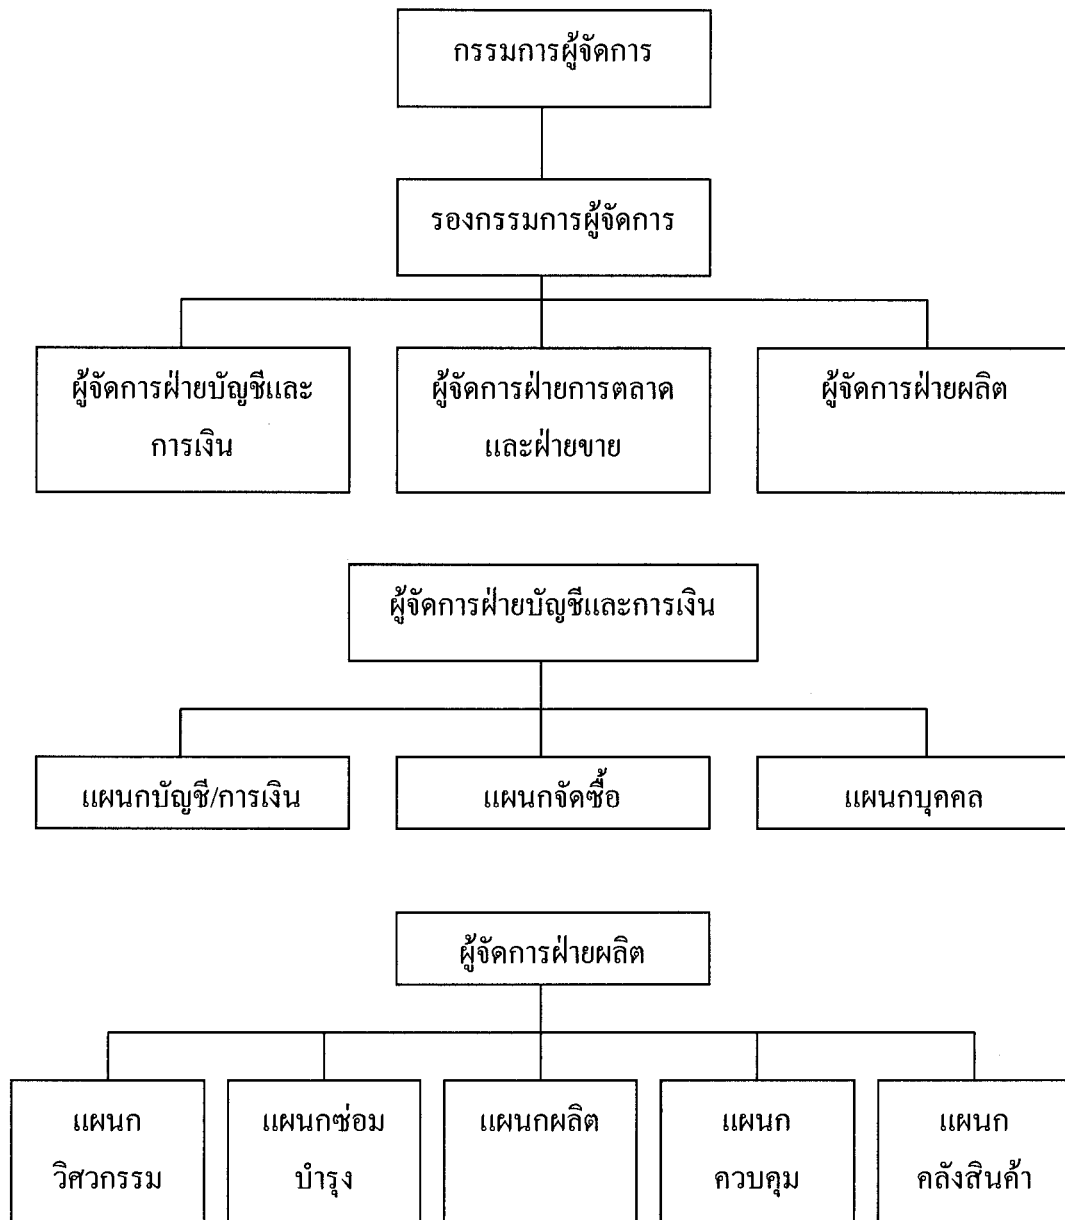 กรรมการผู้จัดการ
รองกรรมการผู้จัดการ
ผู้จัดการฝ่ายบัญชีและ
การเงิน
ผู้จัดการฝ่ายการตลาด
และฝ่ายขาย
ผู้จัดการฝ่ายผลิต
ผู้จัดการฝ่ายบัญชีและการเงิน
แผนกบัญชี/การเงิน
แผนกจัดซื้อ
แผนกบุคคล
ผู้จัดการฝ่ายผลิต
แผนก
วิศวกรรม
แผนกซ่อม
บำรุง
แผนกผลิต
แผนก
ควบคุม
แผนก
คลังสินค้า